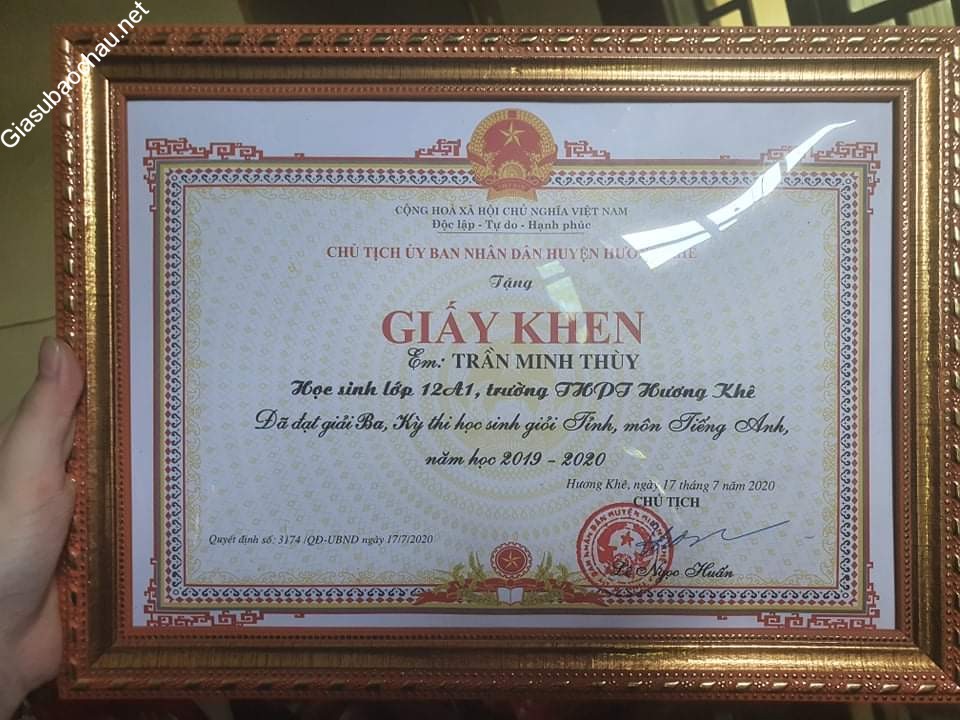 Giasubaochau.net
CỘNG HOÀ XÃ HỘI CHỦ NGHĨA VIỆT NAM
Độc lập - Tự do - Hạnh phúc
CHỦ TỊCH ỦY BAN NHÂN DÂN HUYỆN HƯƠNG KHÊ
Tặng
GIẤY KHEN
Em: TRẦN MINH THÙY
Học sinh lớp 12A1, trường THPT Hương Khê
Đã đạt giải Ba, Kỳ thi học sinh giỏi Tỉnh, môn Tiếng Anh,
năm học 2019 - 2020
Hương Khê, ngày 17 tháng 7 năm 2020
CHỦ TỊCH
Quyết định số: 3174 /QĐ-UBND ngày 17/7/2020
Lê Ngọc Huấn